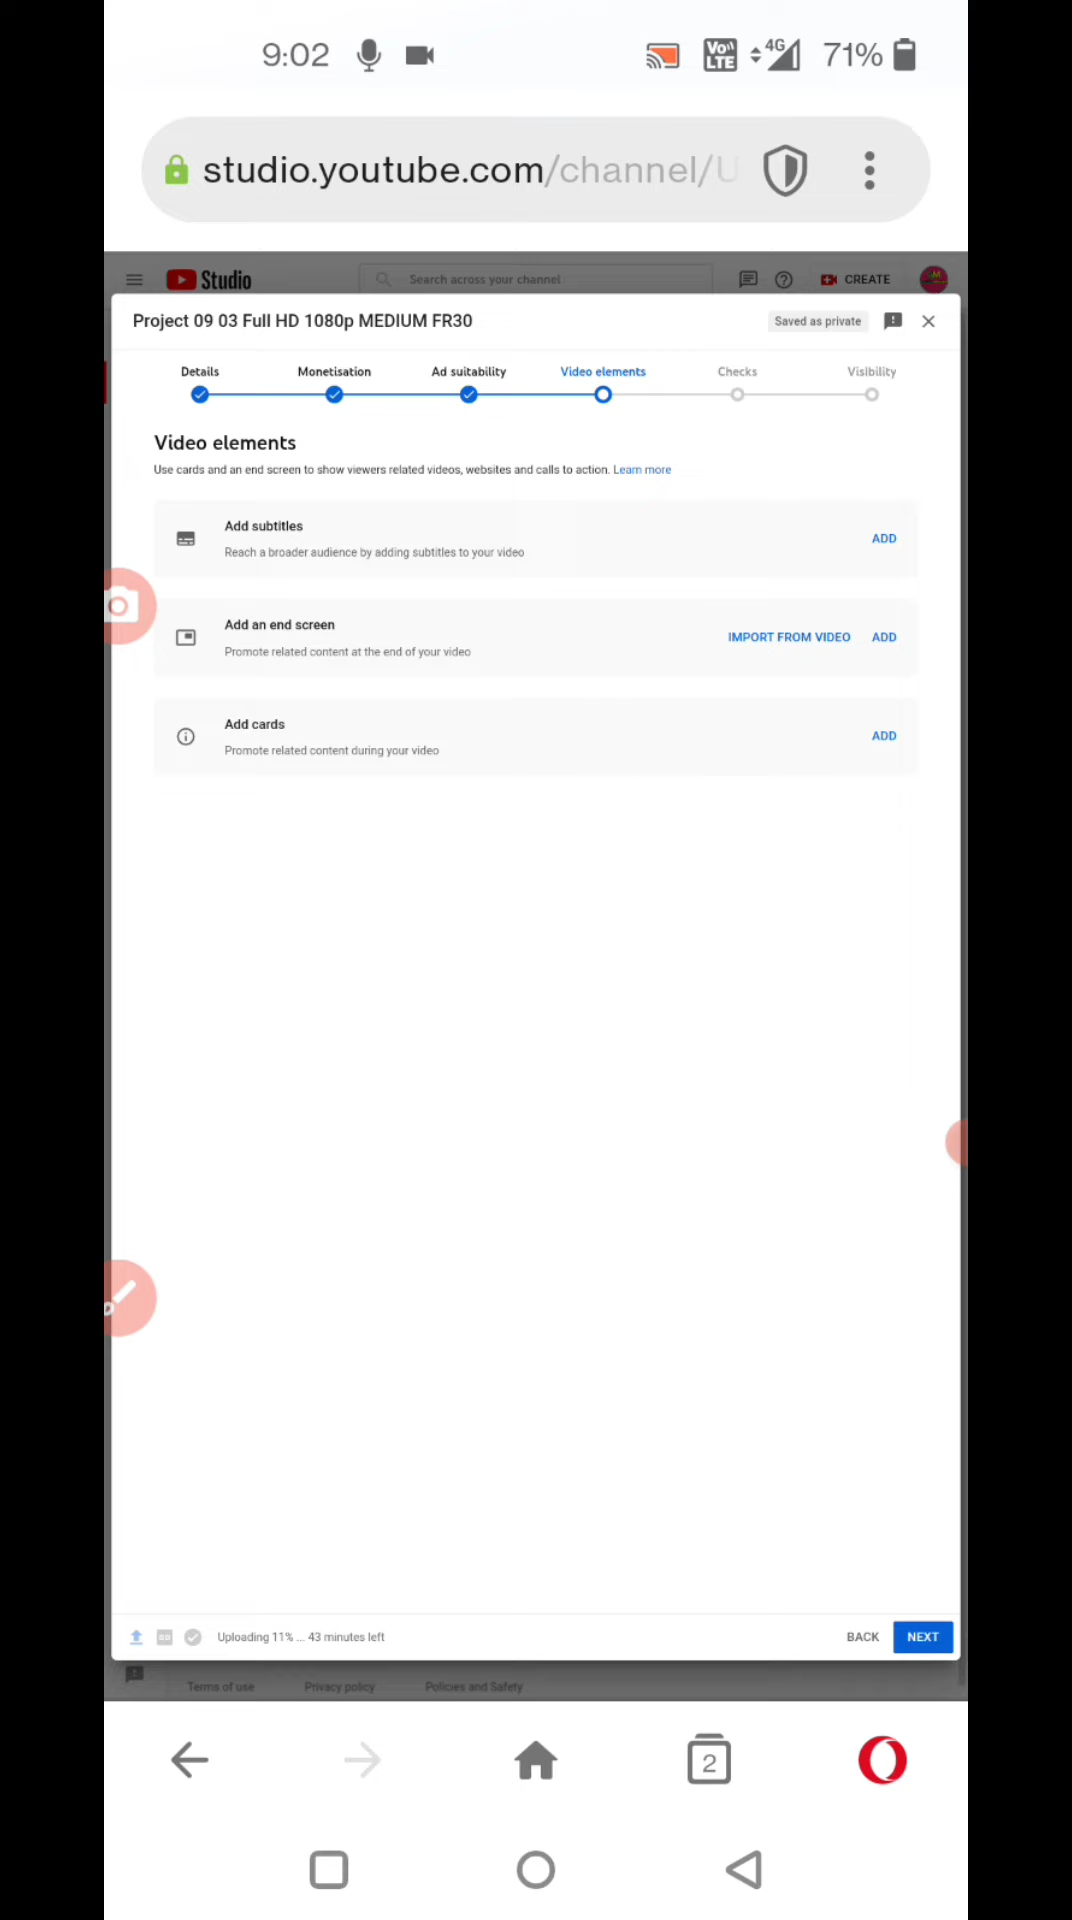 9:02 VoLTE 4G 71%
studio.youtube.com/channel/U
Studio Search across your channel CREATE
Project 09 03 Full HD 1080p MEDIUM FR30 Saved as private
Details Monetisation Ad suitability Video elements Checks Visibility
Video elements
Use cards and an end screen to show viewers related videos, websites and calls to action. Learn more
Add subtitles
Reach a broader audience by adding subtitles to your video
ADD
Add an end screen
Promote related content at the end of your video
IMPORT FROM VIDEO ADD
Add cards
Promote related content during your video
ADD
Uploading 11% ... 43 minutes left BACK NEXT
Terms of use Privacy policy Policies and Safety
2